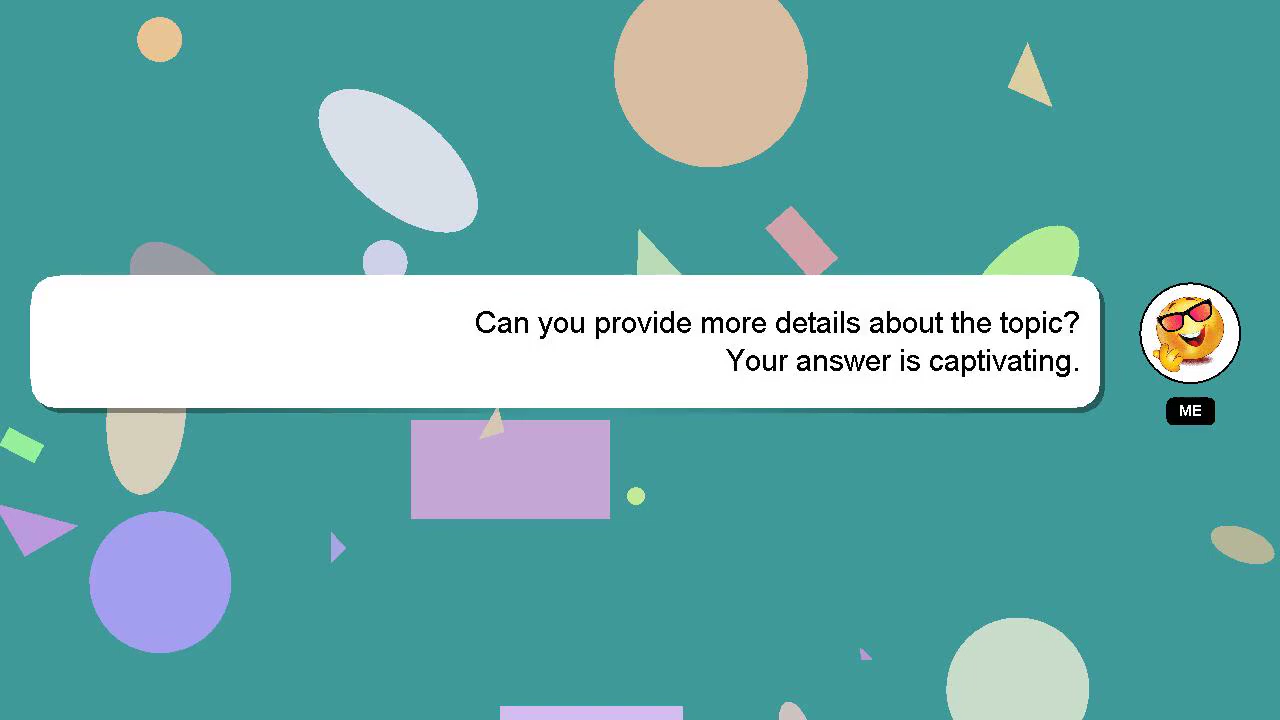 Can you provide more details about the topic?
Your answer is captivating.
ME